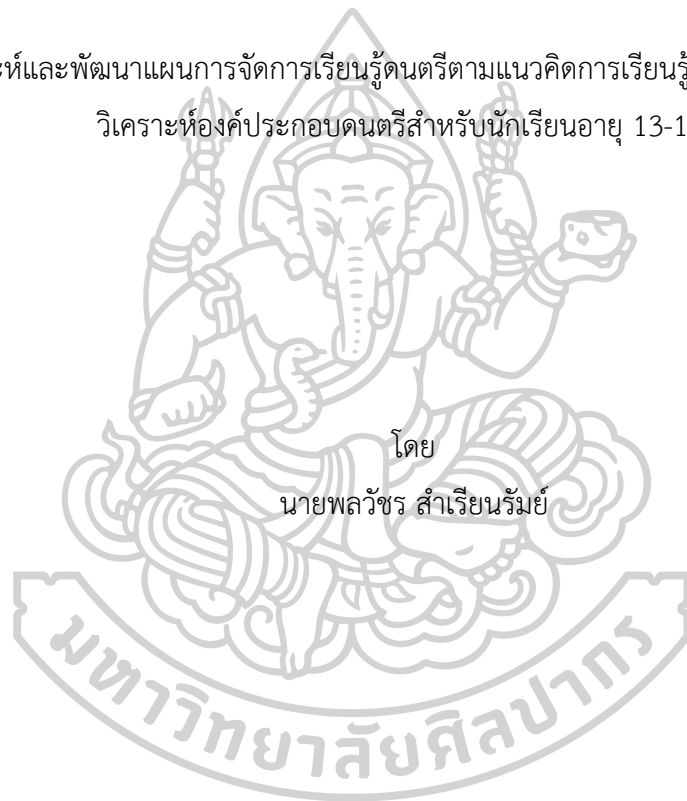 และพัฒนาแผนการจัดการเรียนรู้ดนตรีตามแนวคิดการเรียนรู้
วิเคราะห์องค์ประกอบดนตรีสำหรับนักเรียนอายุ
โดย
นายพลวัชร สำเรียนรัมย์
มหาวิทยาลัยศิลปากร